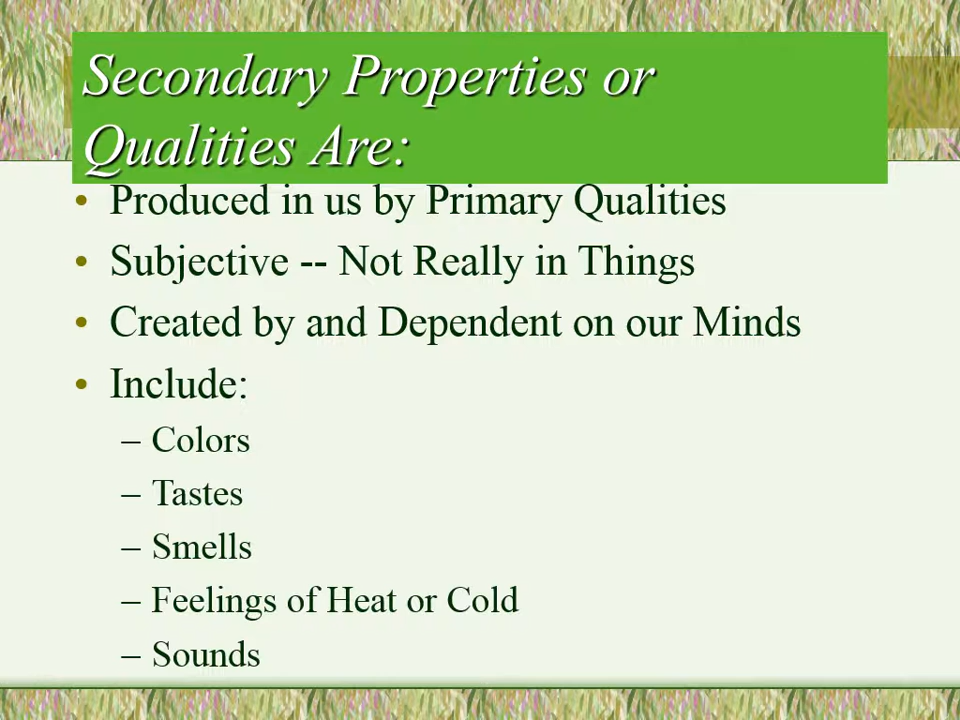 Secondary Properties or
Qualities Are:
• Produced in us by Primary Qualities
• Subjective -- Not Really in Things
• Created by and Dependent on our Minds
• Include:
– Colors
– Tastes
– Smells
– Feelings of Heat or Cold
– Sounds